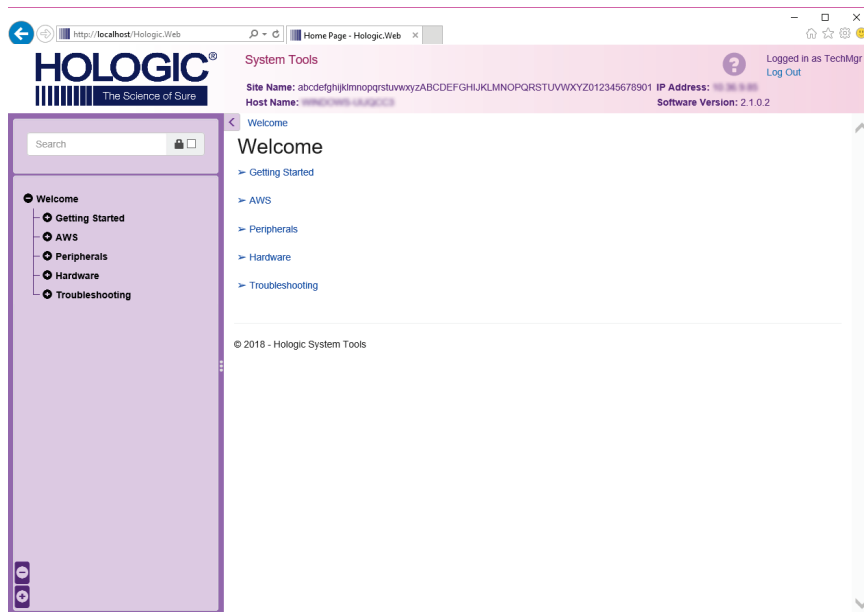 http://localhost/Hologic.Web
Home Page - Hologic.Web
HOLOGIC®
The Science of Sure
System Tools
Logged in as TechMgr
Log Out
Site Name: abcdefghijklmnopqrstuvwxyzABCDEFGHIJKLMNOPQRSTUVWXYZ012345678901 IP Address:
Host Name: Software Version: 2.1.0.2
Search
Welcome
Welcome
Getting Started
AWS
Peripherals
Hardware
Troubleshooting
Welcome
Getting Started
AWS
Peripherals
Hardware
Troubleshooting
© 2018 - Hologic System Tools